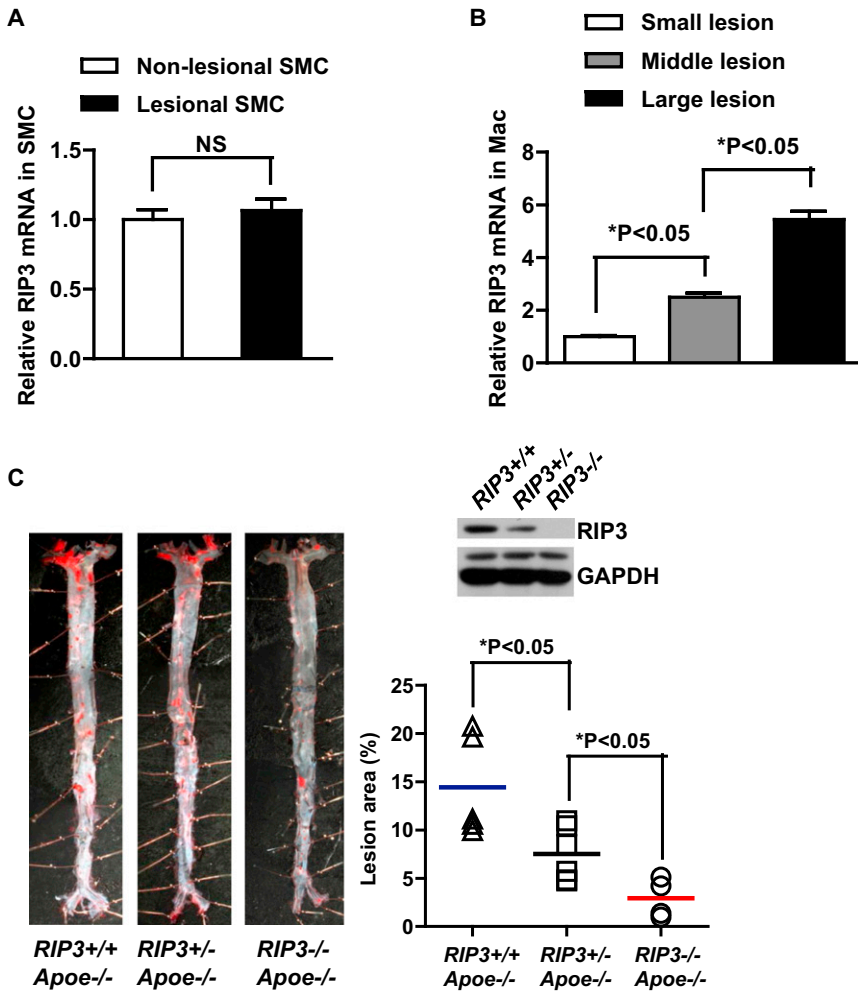 A
Non-lesional SMC
Lesional SMC
Relative RIP3 mRNA in SMC
1.5
1.0
0.5
0.0
NS
B
Small lesion
Middle lesion
Large lesion
Relative RIP3 mRNA in Mac
8
6
4
2
0
*P<0.05
*P<0.05
C
RIP3+/+
Apoe-/-
RIP3+/-
Apoe-/-
RIP3-/-
Apoe-/-
RIP3+/+
RIP3+/-
RIP3-/-
RIP3
GAPDH
Lesion area (%)
25
20
15
10
5
0
*P<0.05
*P<0.05
RIP3+/+
Apoe-/-
RIP3+/-
Apoe-/-
RIP3-/-
Apoe-/-